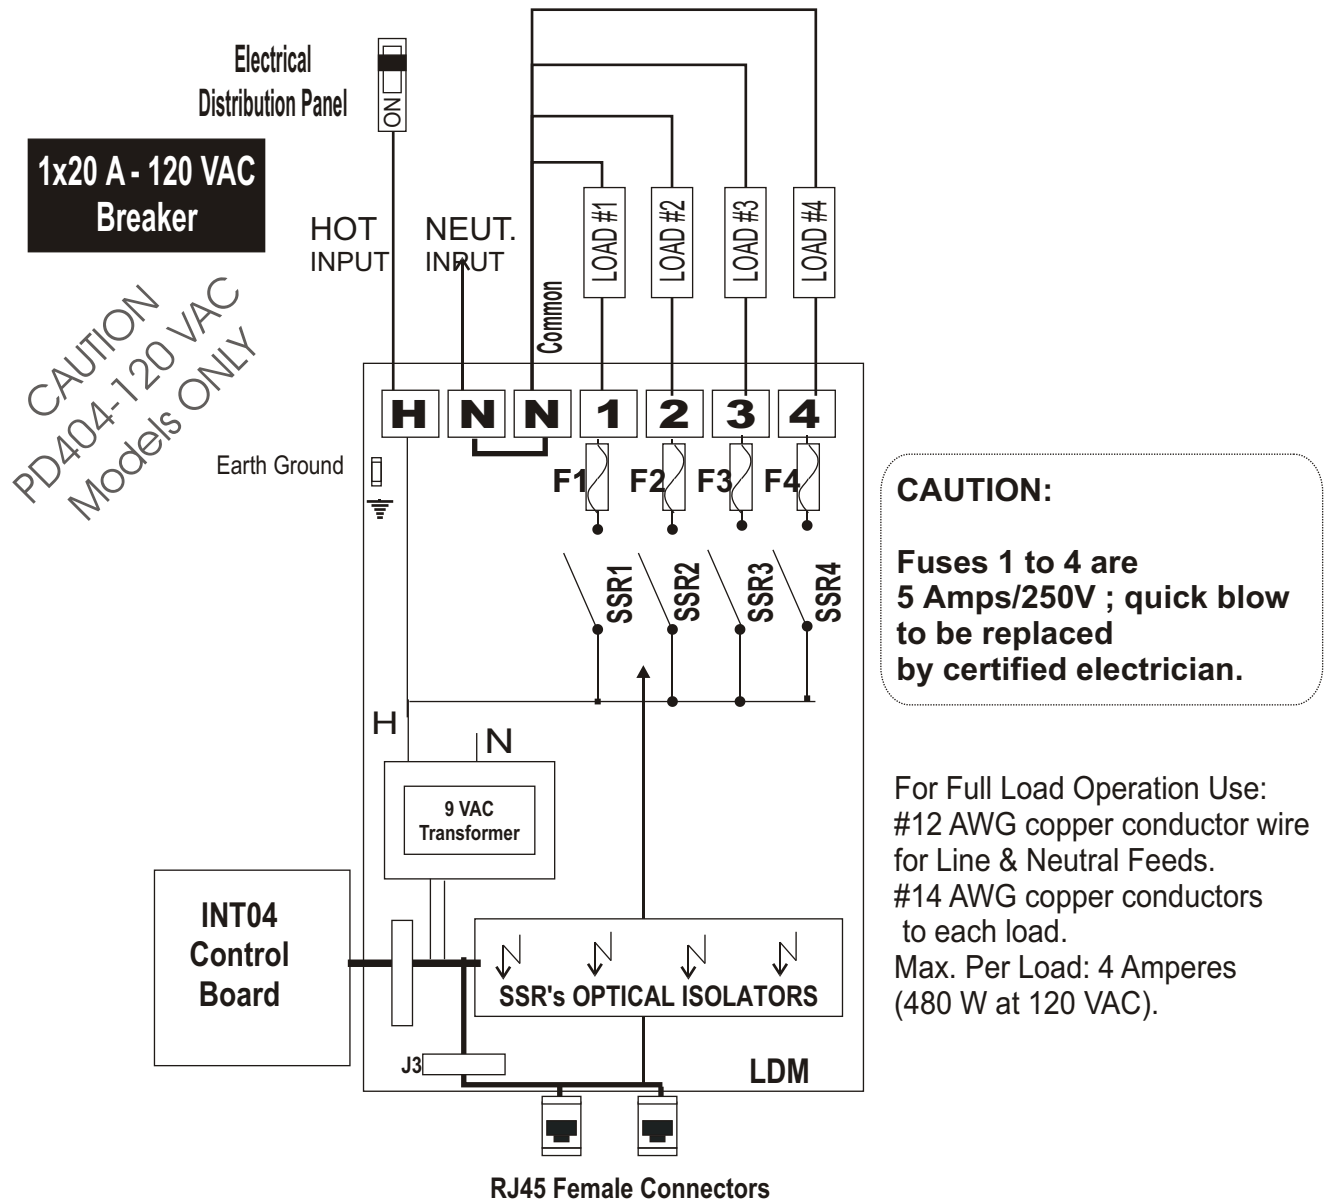 Electrical
Distribution Panel
ON
1x20 A - 120 VAC
Breaker
HOT
INPUT
NEUT.
INPUT
Common
LOAD #1
LOAD #2
LOAD #3
LOAD #4
CAUTION
PD404-120 VAC
Models ONLY
H
N
N
1
2
3
4
Earth Ground
F1
F2
F3
F4
SSR1
SSR2
SSR3
SSR4
CAUTION:
Fuses 1 to 4 are
5 Amps/250V ; quick blow
to be replaced
by certified electrician.
H
N
9 VAC
Transformer
For Full Load Operation Use:
#12 AWG copper conductor wire
for Line & Neutral Feeds.
#14 AWG copper conductors
to each load.
Max. Per Load: 4 Amperes
(480 W at 120 VAC).
INT04
Control
Board
SSR's OPTICAL ISOLATORS
J3
LDM
RJ45 Female Connectors